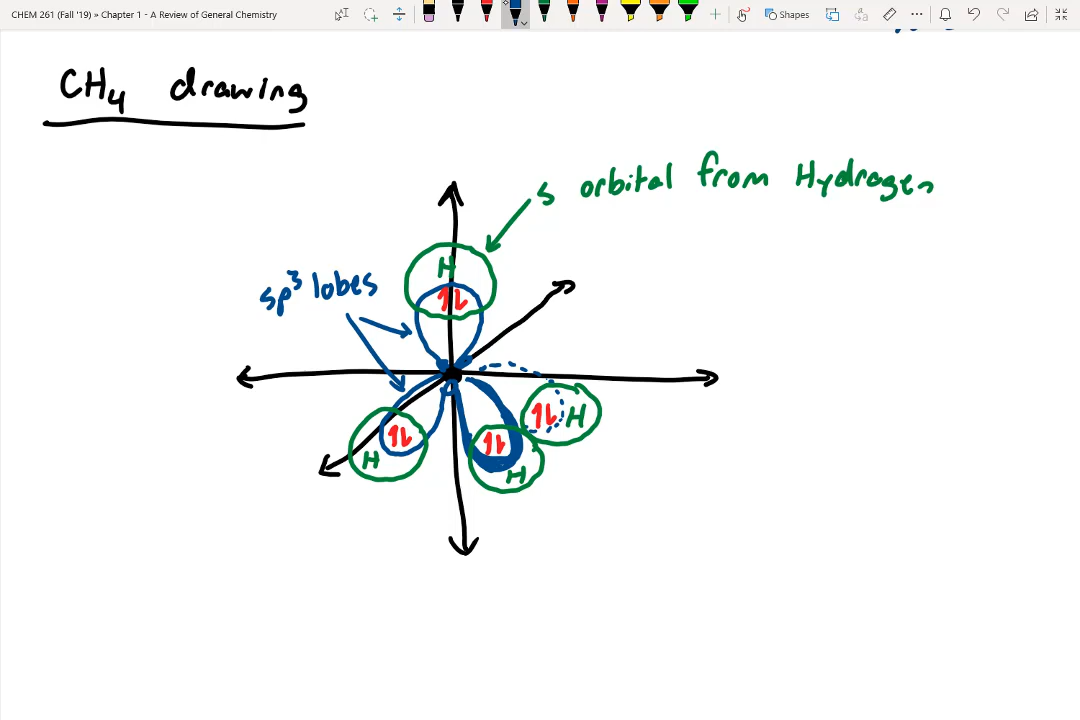 CHEM 261 (Fall '19) » Chapter 1 - A Review of General Chemistry
Shapes
CH4 drawing
s orbital from Hydrogen
sp³ lobes
H
⥮
⥮
H
⥮
H
⥮ H